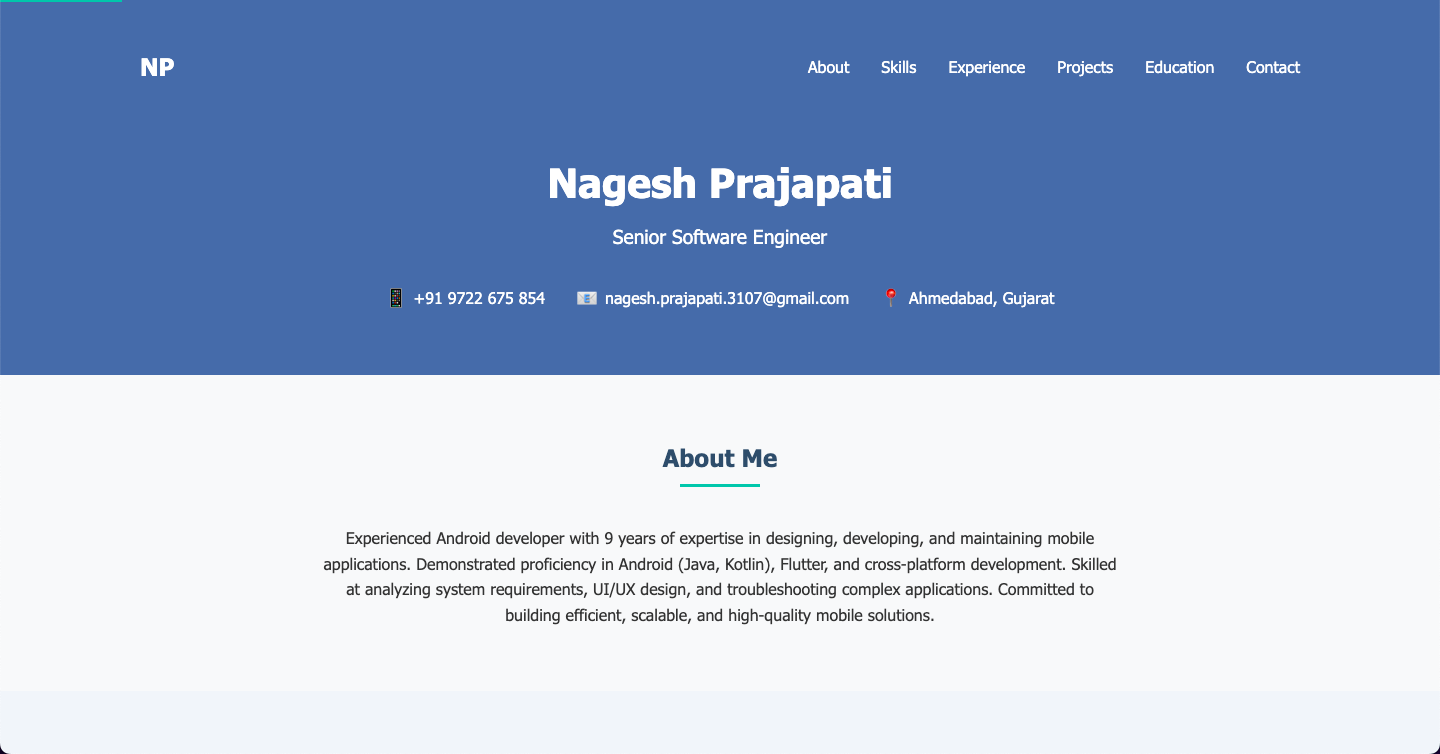 NP
About Skills Experience Projects Education Contact
Nagesh Prajapati
Senior Software Engineer
+91 9722 675 854 nagesh.prajapati.3107@gmail.com Ahmedabad, Gujarat
About Me
Experienced Android developer with 9 years of expertise in designing, developing, and maintaining mobile
applications. Demonstrated proficiency in Android (Java, Kotlin), Flutter, and cross-platform development. Skilled
at analyzing system requirements, UI/UX design, and troubleshooting complex applications. Committed to
building efficient, scalable, and high-quality mobile solutions.